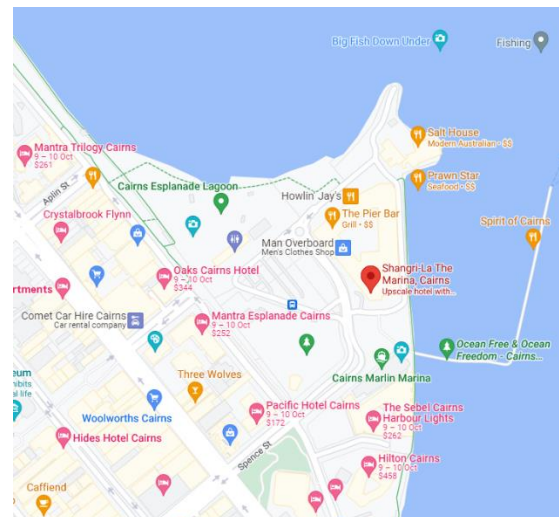 Big Fish Down Under
Fishing
Salt House
Modern Australian · $$
Mantra Trilogy Cairns
9 – 10 Oct
$261
Aplin St
Prawn Star
Seafood · $$
Cairns Esplanade Lagoon
Howlin Jay's
Crystalbrook Flynn
The Pier Bar
Grill · $$
Spirit of Cairns
Man Overboard
Men's Clothes Shop
Oaks Cairns Hotel
9 – 10 Oct
$344
Shangri-La The
Marina, Cairns
Upscale hotel with...
artments
Comet Car Hire Cairns
Car rental company
Mantra Esplanade Cairns
9 – 10 Oct
$252
Ocean Free & Ocean
Freedom - Cairns...
Three Wolves
Cairns Marlin Marina
eum
xhibits
al life
Woolworths Cairns
Pacific Hotel Cairns
9 – 10 Oct
$172
The Sebel Cairns
Harbour Lights
9 – 10 Oct
$262
Hides Hotel Cairns
Spence St
Hilton Cairns
9 – 10 Oct
$458
Caffiend